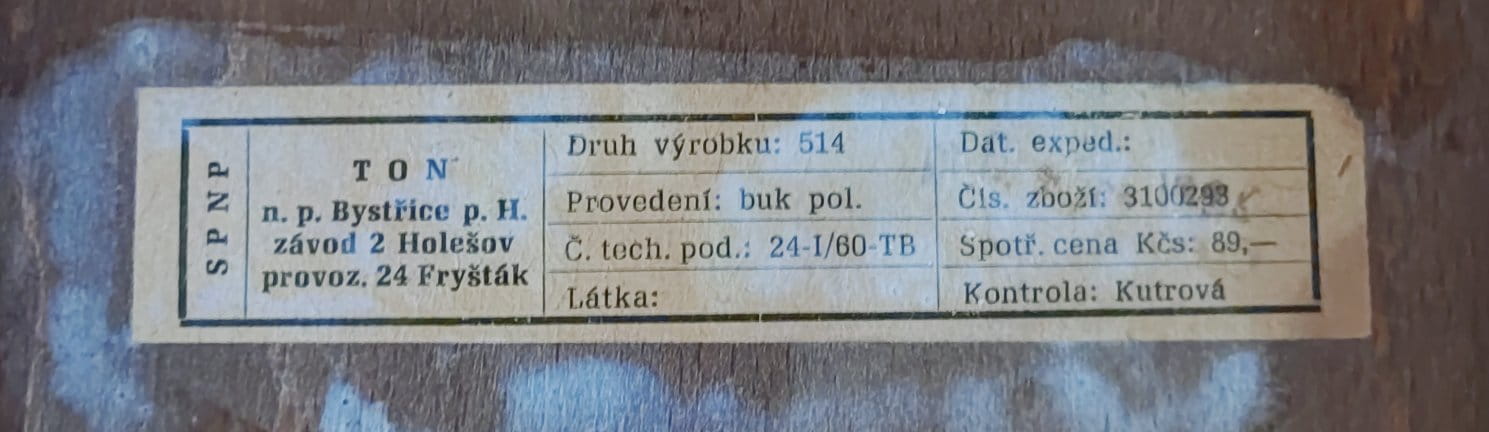 SPNP
TON
n. p. Bystřice p. H.
závod 2 Holešov
provoz. 24 Fryšták
Druh výrobku: 514
Provedení: buk pol.
Č. tech. pod.: 24-I/60-TB
Látka:
Dat. exped.:
Čís. zboží: 3100293
Spotř. cena Kčs: 89,—
Kontrola: Kutrová